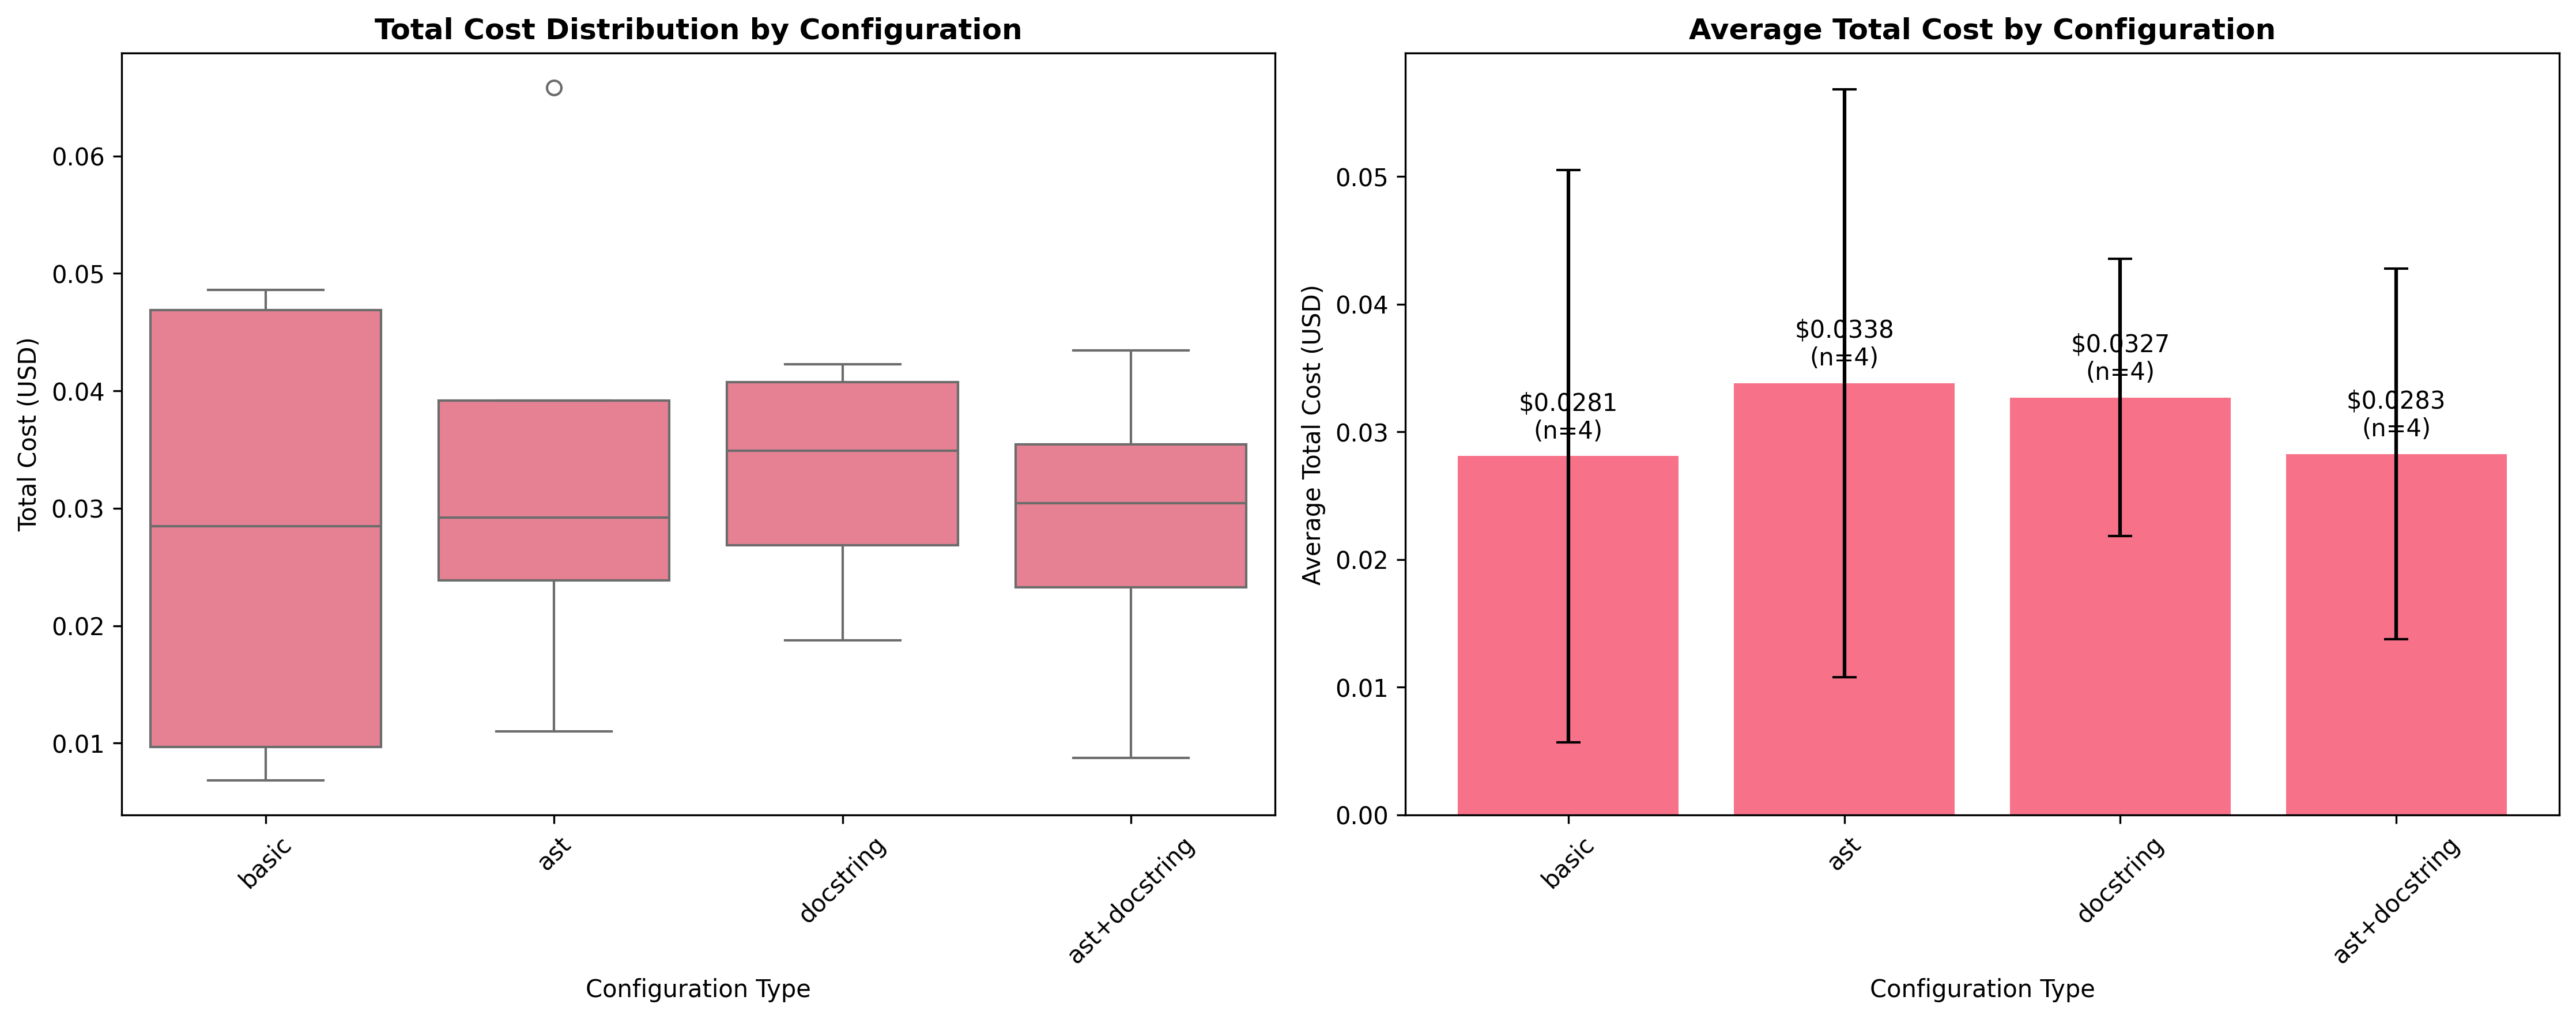 Total Cost Distribution by Configuration
Total Cost (USD)
0.06
0.05
0.04
0.03
0.02
0.01
basic
ast
docstring
ast+docstring
Configuration Type
Average Total Cost by Configuration
Average Total Cost (USD)
0.05
0.04
0.03
0.02
0.01
0.00
$0.0281
(n=4)
$0.0338
(n=4)
$0.0327
(n=4)
$0.0283
(n=4)
basic
ast
docstring
ast+docstring
Configuration Type